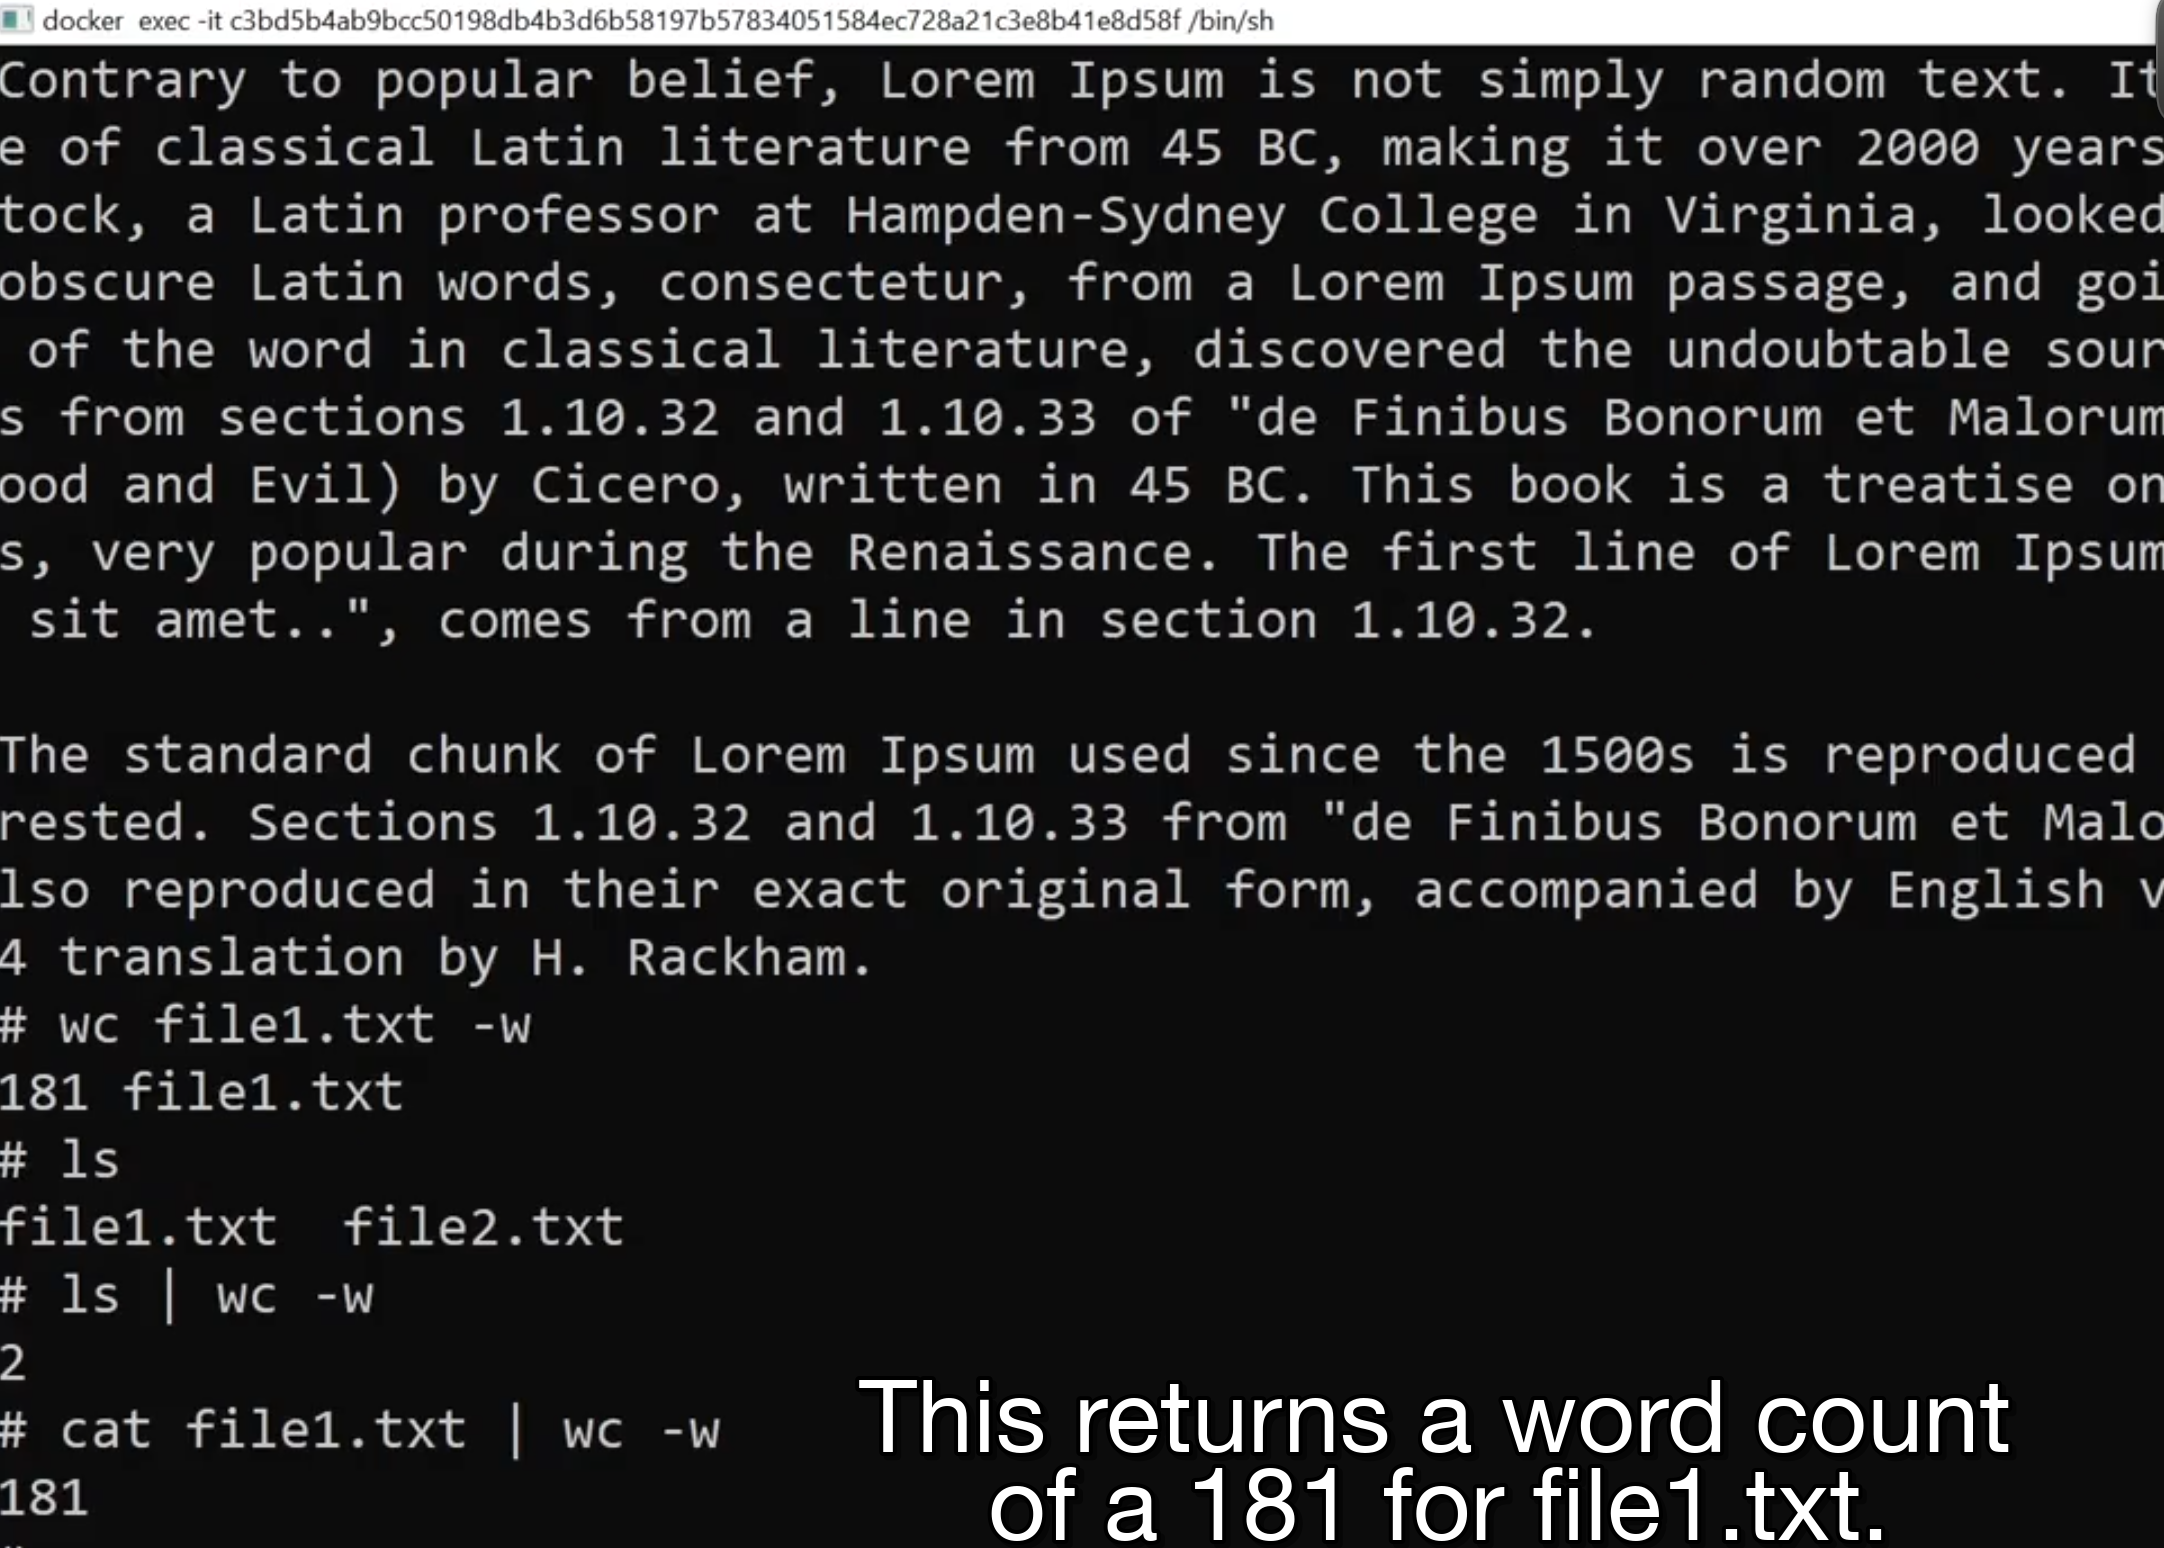 docker  exec -it c3bd5b4ab9bcc50198db4b3d6b58197b57834051584ec728a21c3e8b41e8d58f /bin/sh
Contrary to popular belief, Lorem Ipsum is not simply random text. It
e of classical Latin literature from 45 BC, making it over 2000 years
tock, a Latin professor at Hampden-Sydney College in Virginia, looked
obscure Latin words, consectetur, from a Lorem Ipsum passage, and goi
of the word in classical literature, discovered the undoubtable sour
s from sections 1.10.32 and 1.10.33 of "de Finibus Bonorum et Malorum
ood and Evil) by Cicero, written in 45 BC. This book is a treatise on
s, very popular during the Renaissance. The first line of Lorem Ipsum
sit amet..", comes from a line in section 1.10.32.
The standard chunk of Lorem Ipsum used since the 1500s is reproduced
rested. Sections 1.10.32 and 1.10.33 from "de Finibus Bonorum et Malo
lso reproduced in their exact original form, accompanied by English v
4 translation by H. Rackham.
# wc file1.txt -w
181 file1.txt
# ls
file1.txt  file2.txt
# ls | wc -w
2
# cat file1.txt | wc -w
181
This returns a word count
of a 181 for file1.txt.